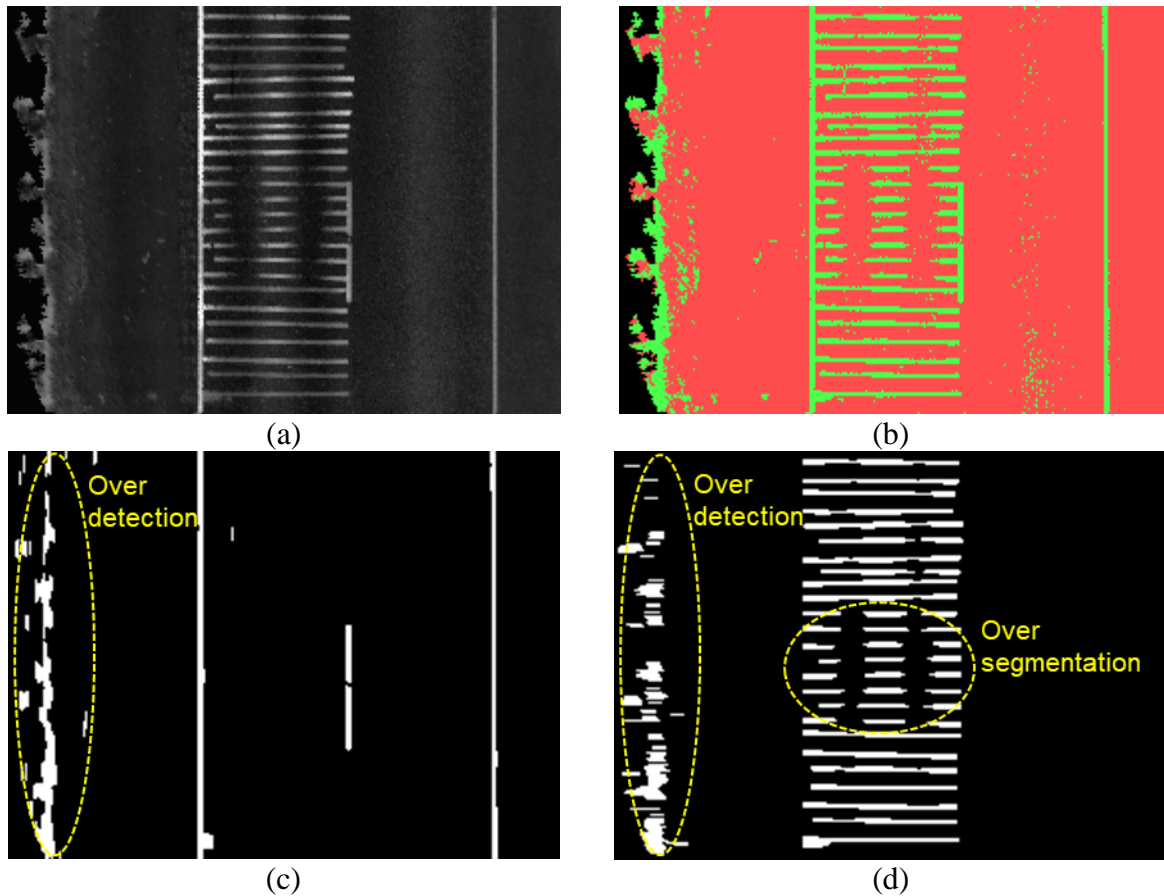 (a)
(b)
Over
detection
(c)
Over
detection
Over
segmentation
(d)